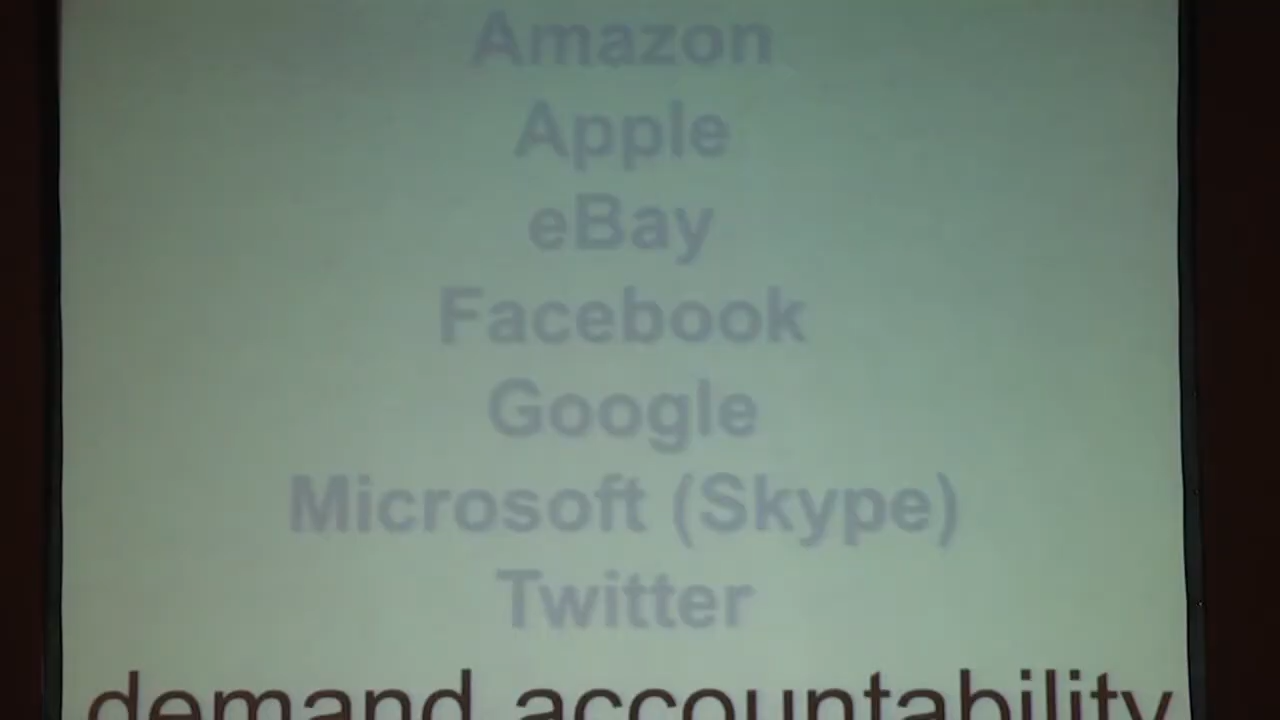 Amazon
Apple
eBay
Facebook
Google
Microsoft (Skype)
Twitter
demand accountability